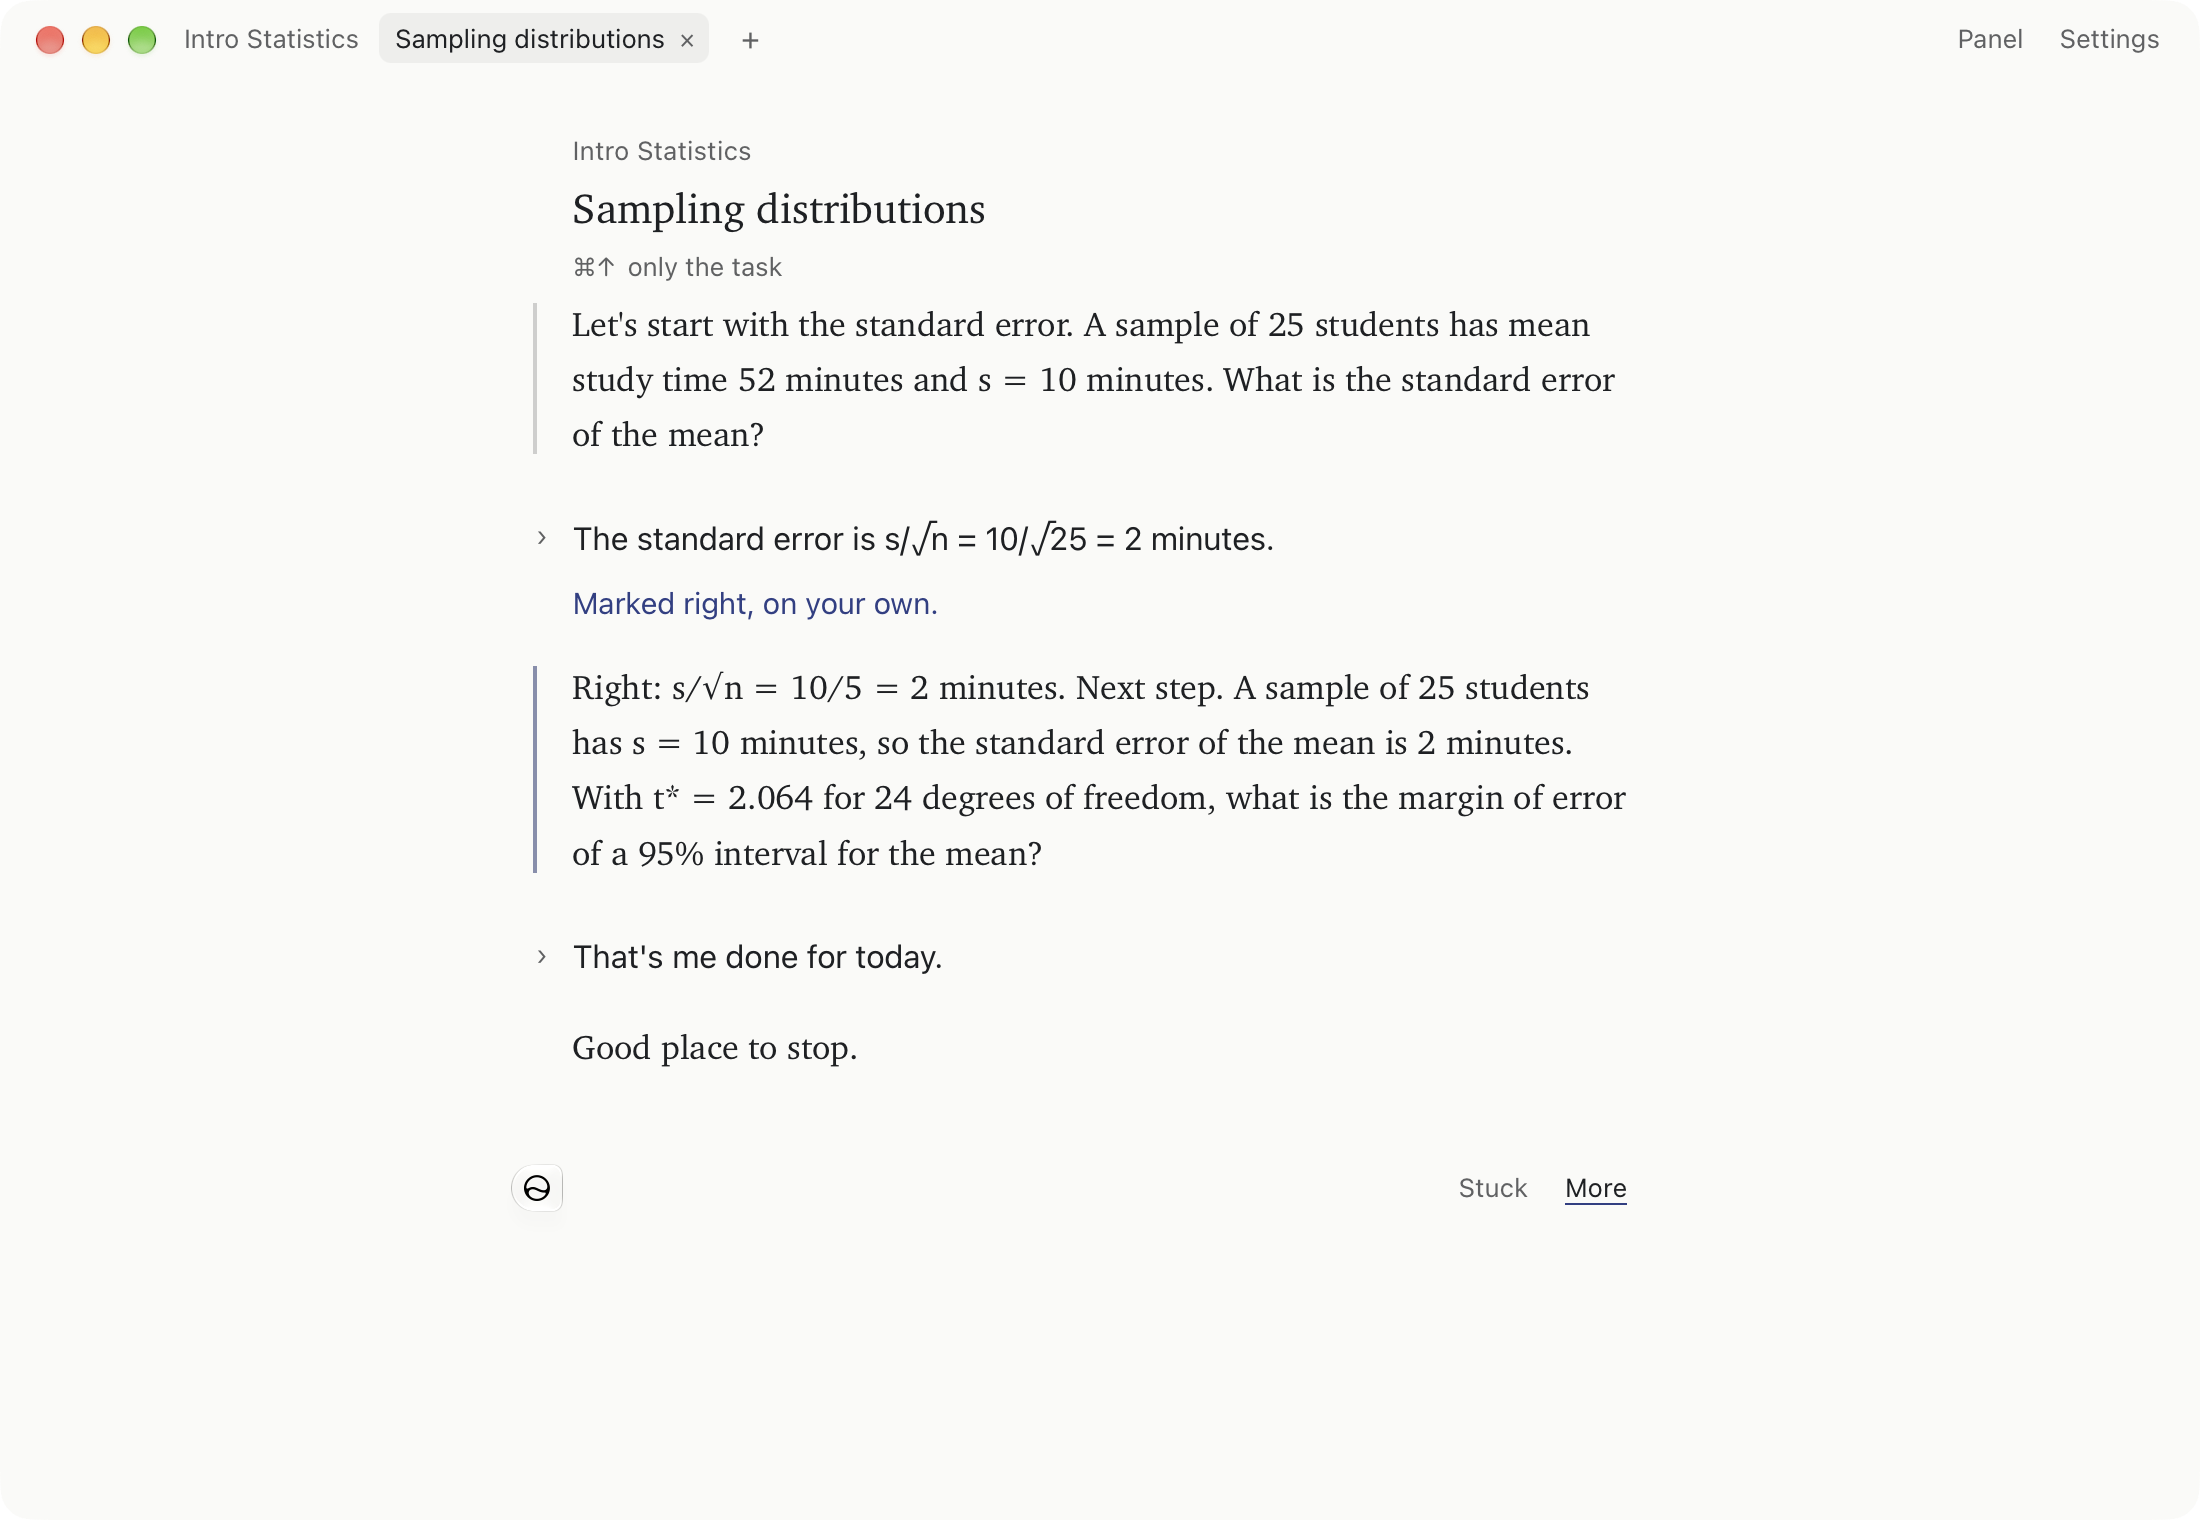 Intro Statistics
Sampling distributions ×
+
Panel
Settings
Intro Statistics
Sampling distributions
⌘↑ only the task
Let's start with the standard error. A sample of 25 students has mean
study time 52 minutes and s = 10 minutes. What is the standard error
of the mean?
› The standard error is s/√n = 10/√25 = 2 minutes.
Marked right, on your own.
Right: s/√n = 10/5 = 2 minutes. Next step. A sample of 25 students
has s = 10 minutes, so the standard error of the mean is 2 minutes.
With t* = 2.064 for 24 degrees of freedom, what is the margin of error
of a 95% interval for the mean?
› That's me done for today.
Good place to stop.
Stuck
More